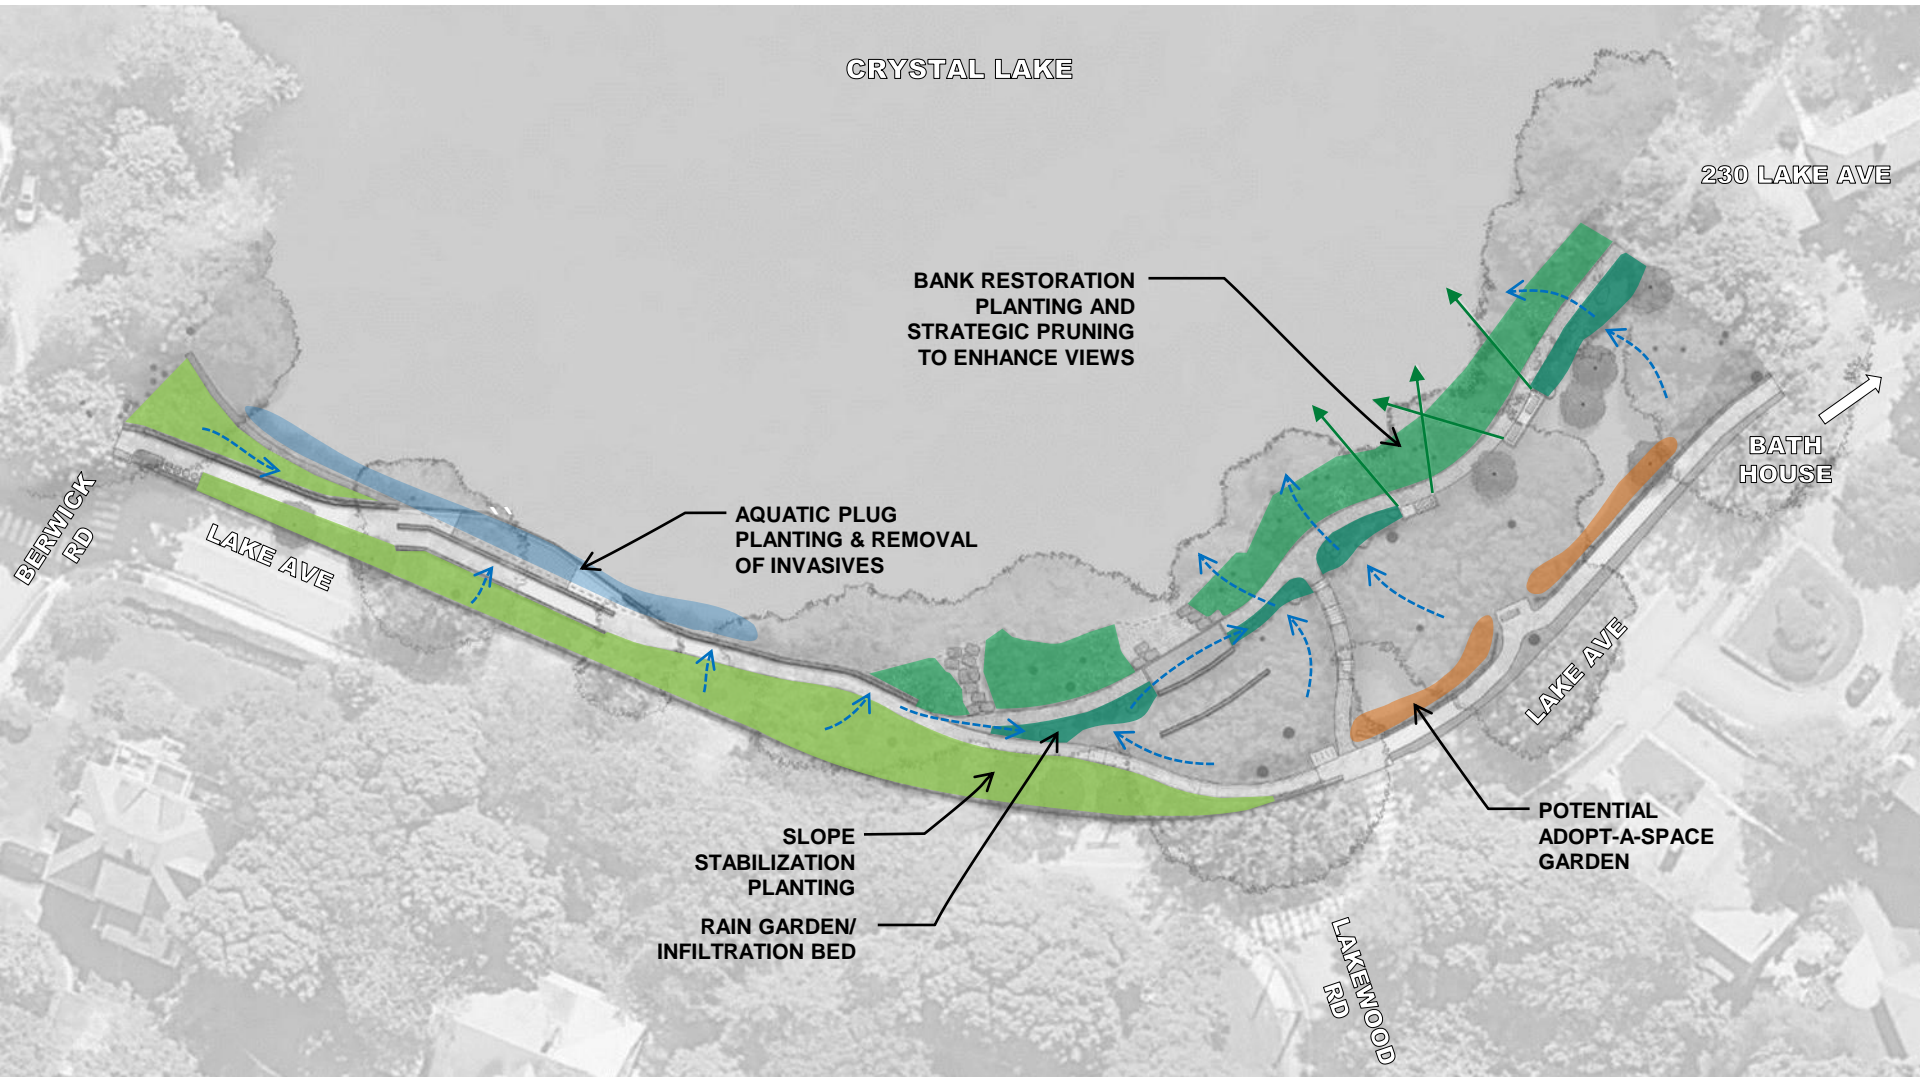 CRYSTAL LAKE
230 LAKE AVE
BANK RESTORATION
PLANTING AND
STRATEGIC PRUNING
TO ENHANCE VIEWS
BATH
HOUSE
BERWICK
RD
LAKE AVE
AQUATIC PLUG
PLANTING & REMOVAL
OF INVASIVES
LAKE AVE
SLOPE
STABILIZATION
PLANTING
POTENTIAL
ADOPT-A-SPACE
GARDEN
RAIN GARDEN/
INFILTRATION BED
LAKEWOOD
RD